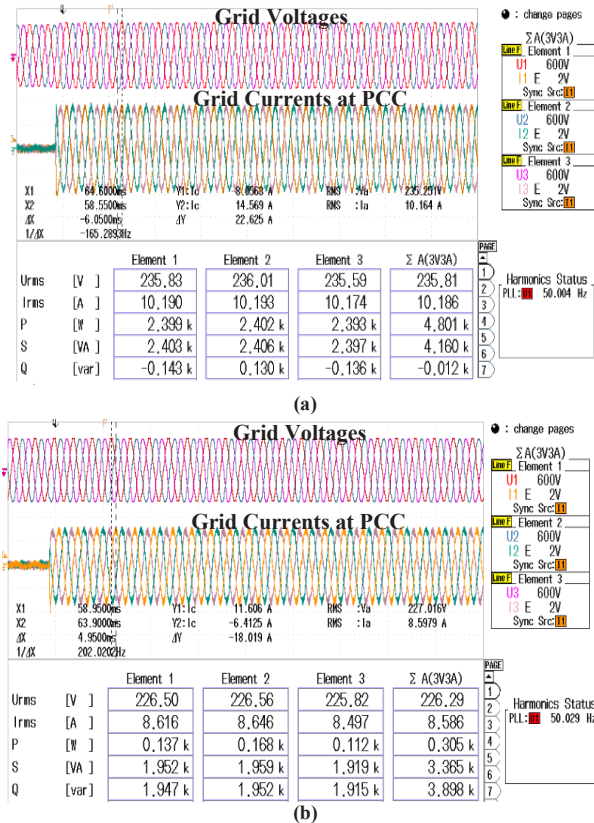 Grid Voltages
Grid Currents at PCC
X1 64.6000ms Y1:Ic -8.0568 A RMS :Va 235.251V
X2 58.5500ms Y2:Ic 14.569 A RMS :Ia 10.164 A
ΔX -6.0500ms ΔY 22.625 A
1/ΔX -165.2893Hz
: change pages
ΣA(3V3A)
Line F Element 1
U1 600V
I1 E 2V
Sync Src:I1
Line F Element 2
U2 600V
I2 E 2V
Sync Src:I1
Line F Element 3
U3 600V
I3 E 2V
Sync Src:I1
Element 1 Element 2 Element 3 Σ A(3V3A)
Urms [V ] 235.83 236.01 235.59 235.81
Irms [A ] 10.190 10.193 10.174 10.186
P [W ] 2.399 k 2.402 k 2.393 k 4.801 k
S [VA ] 2.403 k 2.406 k 2.397 k 4.160 k
Q [var] -0.143 k 0.130 k -0.136 k -0.012 k
PAGE
1
2
3
4
5
6
7
Harmonics Status
PLL:U1 50.004 Hz
(a)
Grid Voltages
Grid Currents at PCC
X1 58.9500ms Y1:Ic 11.606 A RMS :Va 227.016V
X2 63.9000ms Y2:Ic -6.4125 A RMS :Ia 8.5979 A
ΔX 4.9500ms ΔY -18.019 A
1/ΔX 202.0202Hz
: change pages
ΣA(3V3A)
Line F Element 1
U1 600V
I1 E 2V
Sync Src:I1
Line F Element 2
U2 600V
I2 E 2V
Sync Src:I1
Line F Element 3
U3 600V
I3 E 2V
Sync Src:I1
Element 1 Element 2 Element 3 Σ A(3V3A)
Urms [V ] 226.50 226.56 225.82 226.29
Irms [A ] 8.616 8.646 8.497 8.586
P [W ] 0.137 k 0.168 k 0.112 k 0.305 k
S [VA ] 1.952 k 1.959 k 1.919 k 3.365 k
Q [var] 1.947 k 1.952 k 1.915 k 3.898 k
PAGE
1
2
3
4
5
6
7
Harmonics Status
PLL:U1 50.029 Hz
(b)